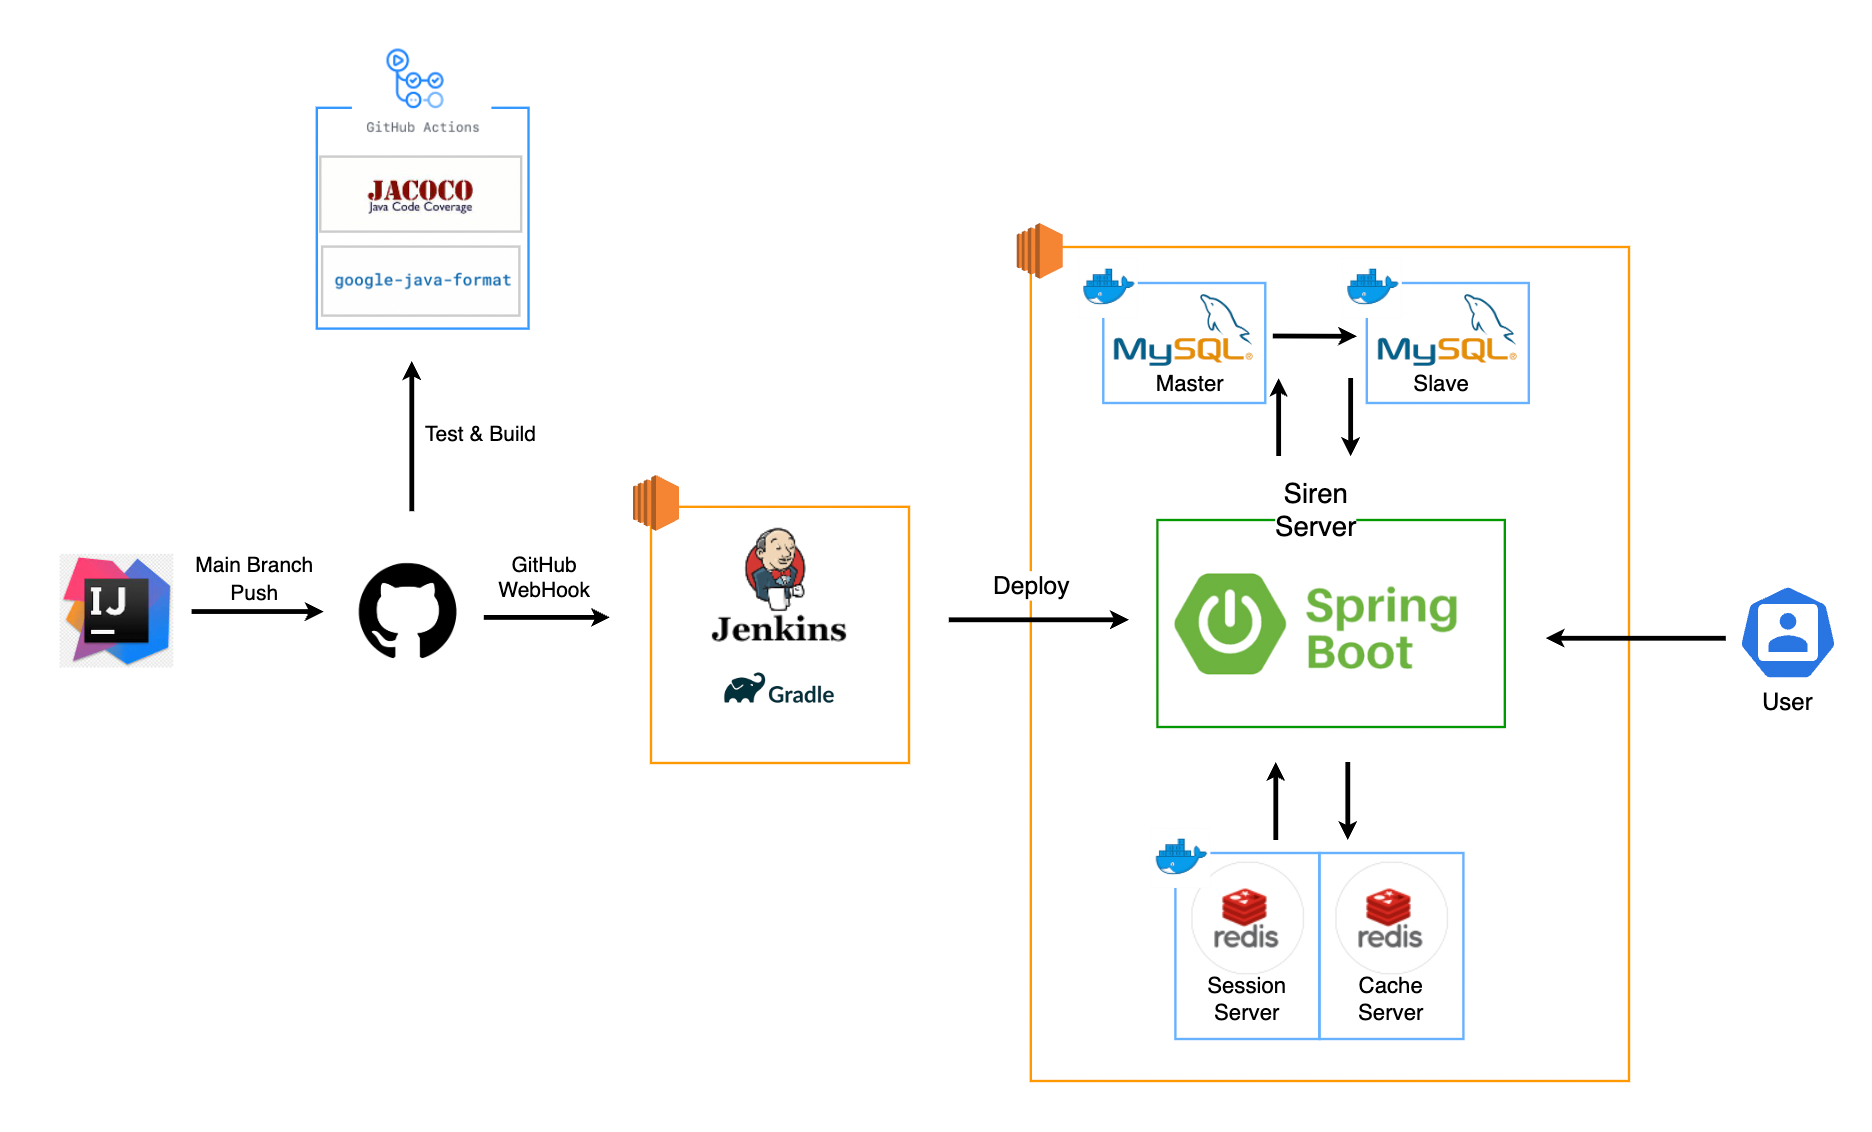 GitHub Actions
JACOCO
Java Code Coverage
google-java-format
Test & Build
IJ
Main Branch
Push
GitHub
WebHook
Jenkins
Gradle
Deploy
MySQL®
Master
MySQL®
Slave
Siren
Server
Spring
Boot
User
redis
Session
Server
redis
Cache
Server